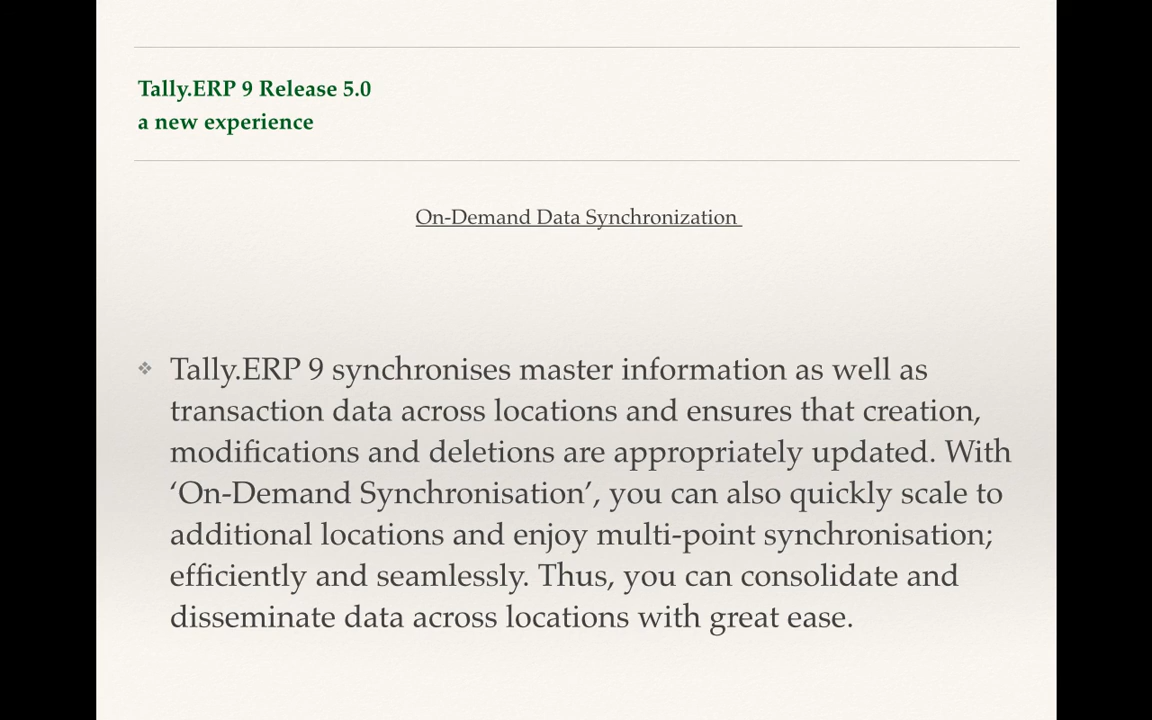 Tally.ERP 9 Release 5.0
a new experience
On-Demand Data Synchronization
❖ Tally.ERP 9 synchronises master information as well as
transaction data across locations and ensures that creation,
modifications and deletions are appropriately updated. With
‘On-Demand Synchronisation’, you can also quickly scale to
additional locations and enjoy multi-point synchronisation;
efficiently and seamlessly. Thus, you can consolidate and
disseminate data across locations with great ease.